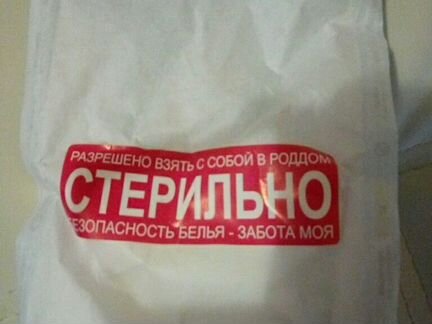 РАЗРЕШЕНО ВЗЯТЬ С СОБОЙ В РОДДОМ
СТЕРИЛЬНО
БЕЗОПАСНОСТЬ БЕЛЬЯ - ЗАБОТА МОЯ